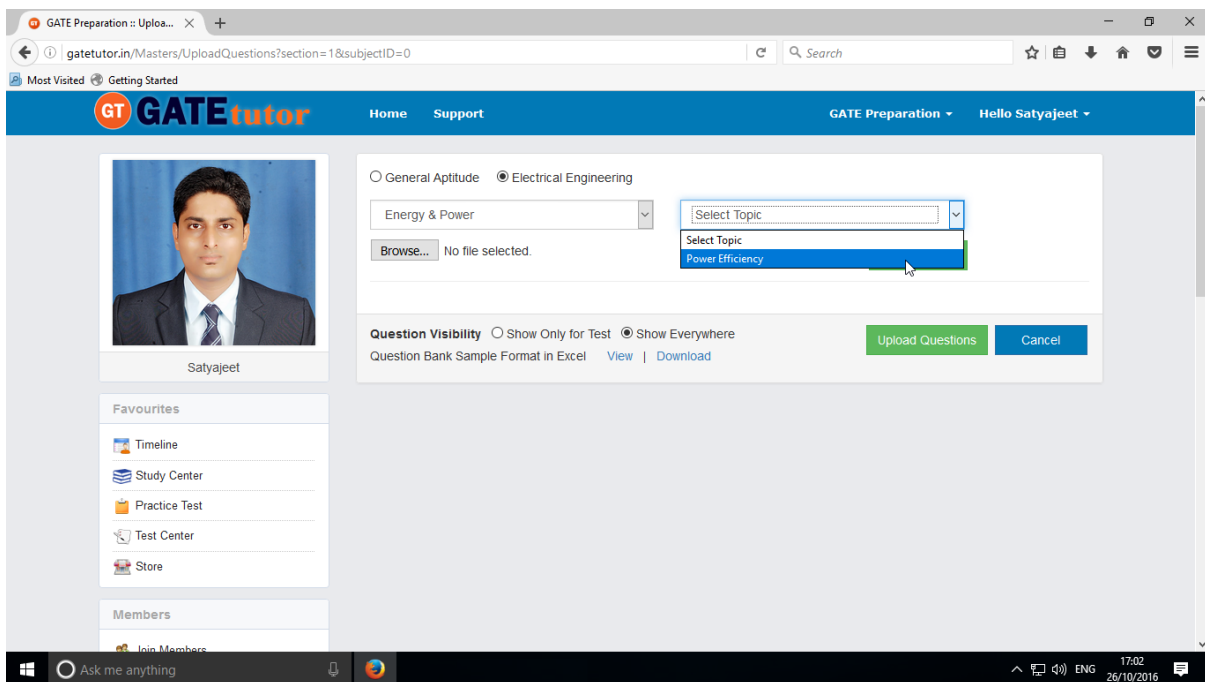 GATE Preparation :: Uploa...
gatetutor.in/Masters/UploadQuestions?section=1&subjectID=0
Search
Most Visited Getting Started
GT GATEtutor Home Support GATE Preparation Hello Satyajeet
General Aptitude Electrical Engineering
Energy & Power Select Topic
Select Topic
Browse... No file selected.
Power Efficiency
Question Visibility Show Only for Test Show Everywhere
Upload Questions Cancel
Question Bank Sample Format in Excel View | Download
Satyajeet
Favourites
Timeline
Study Center
Practice Test
Test Center
Store
Members
Join Members
Ask me anything
ENG 17:02
26/10/2016